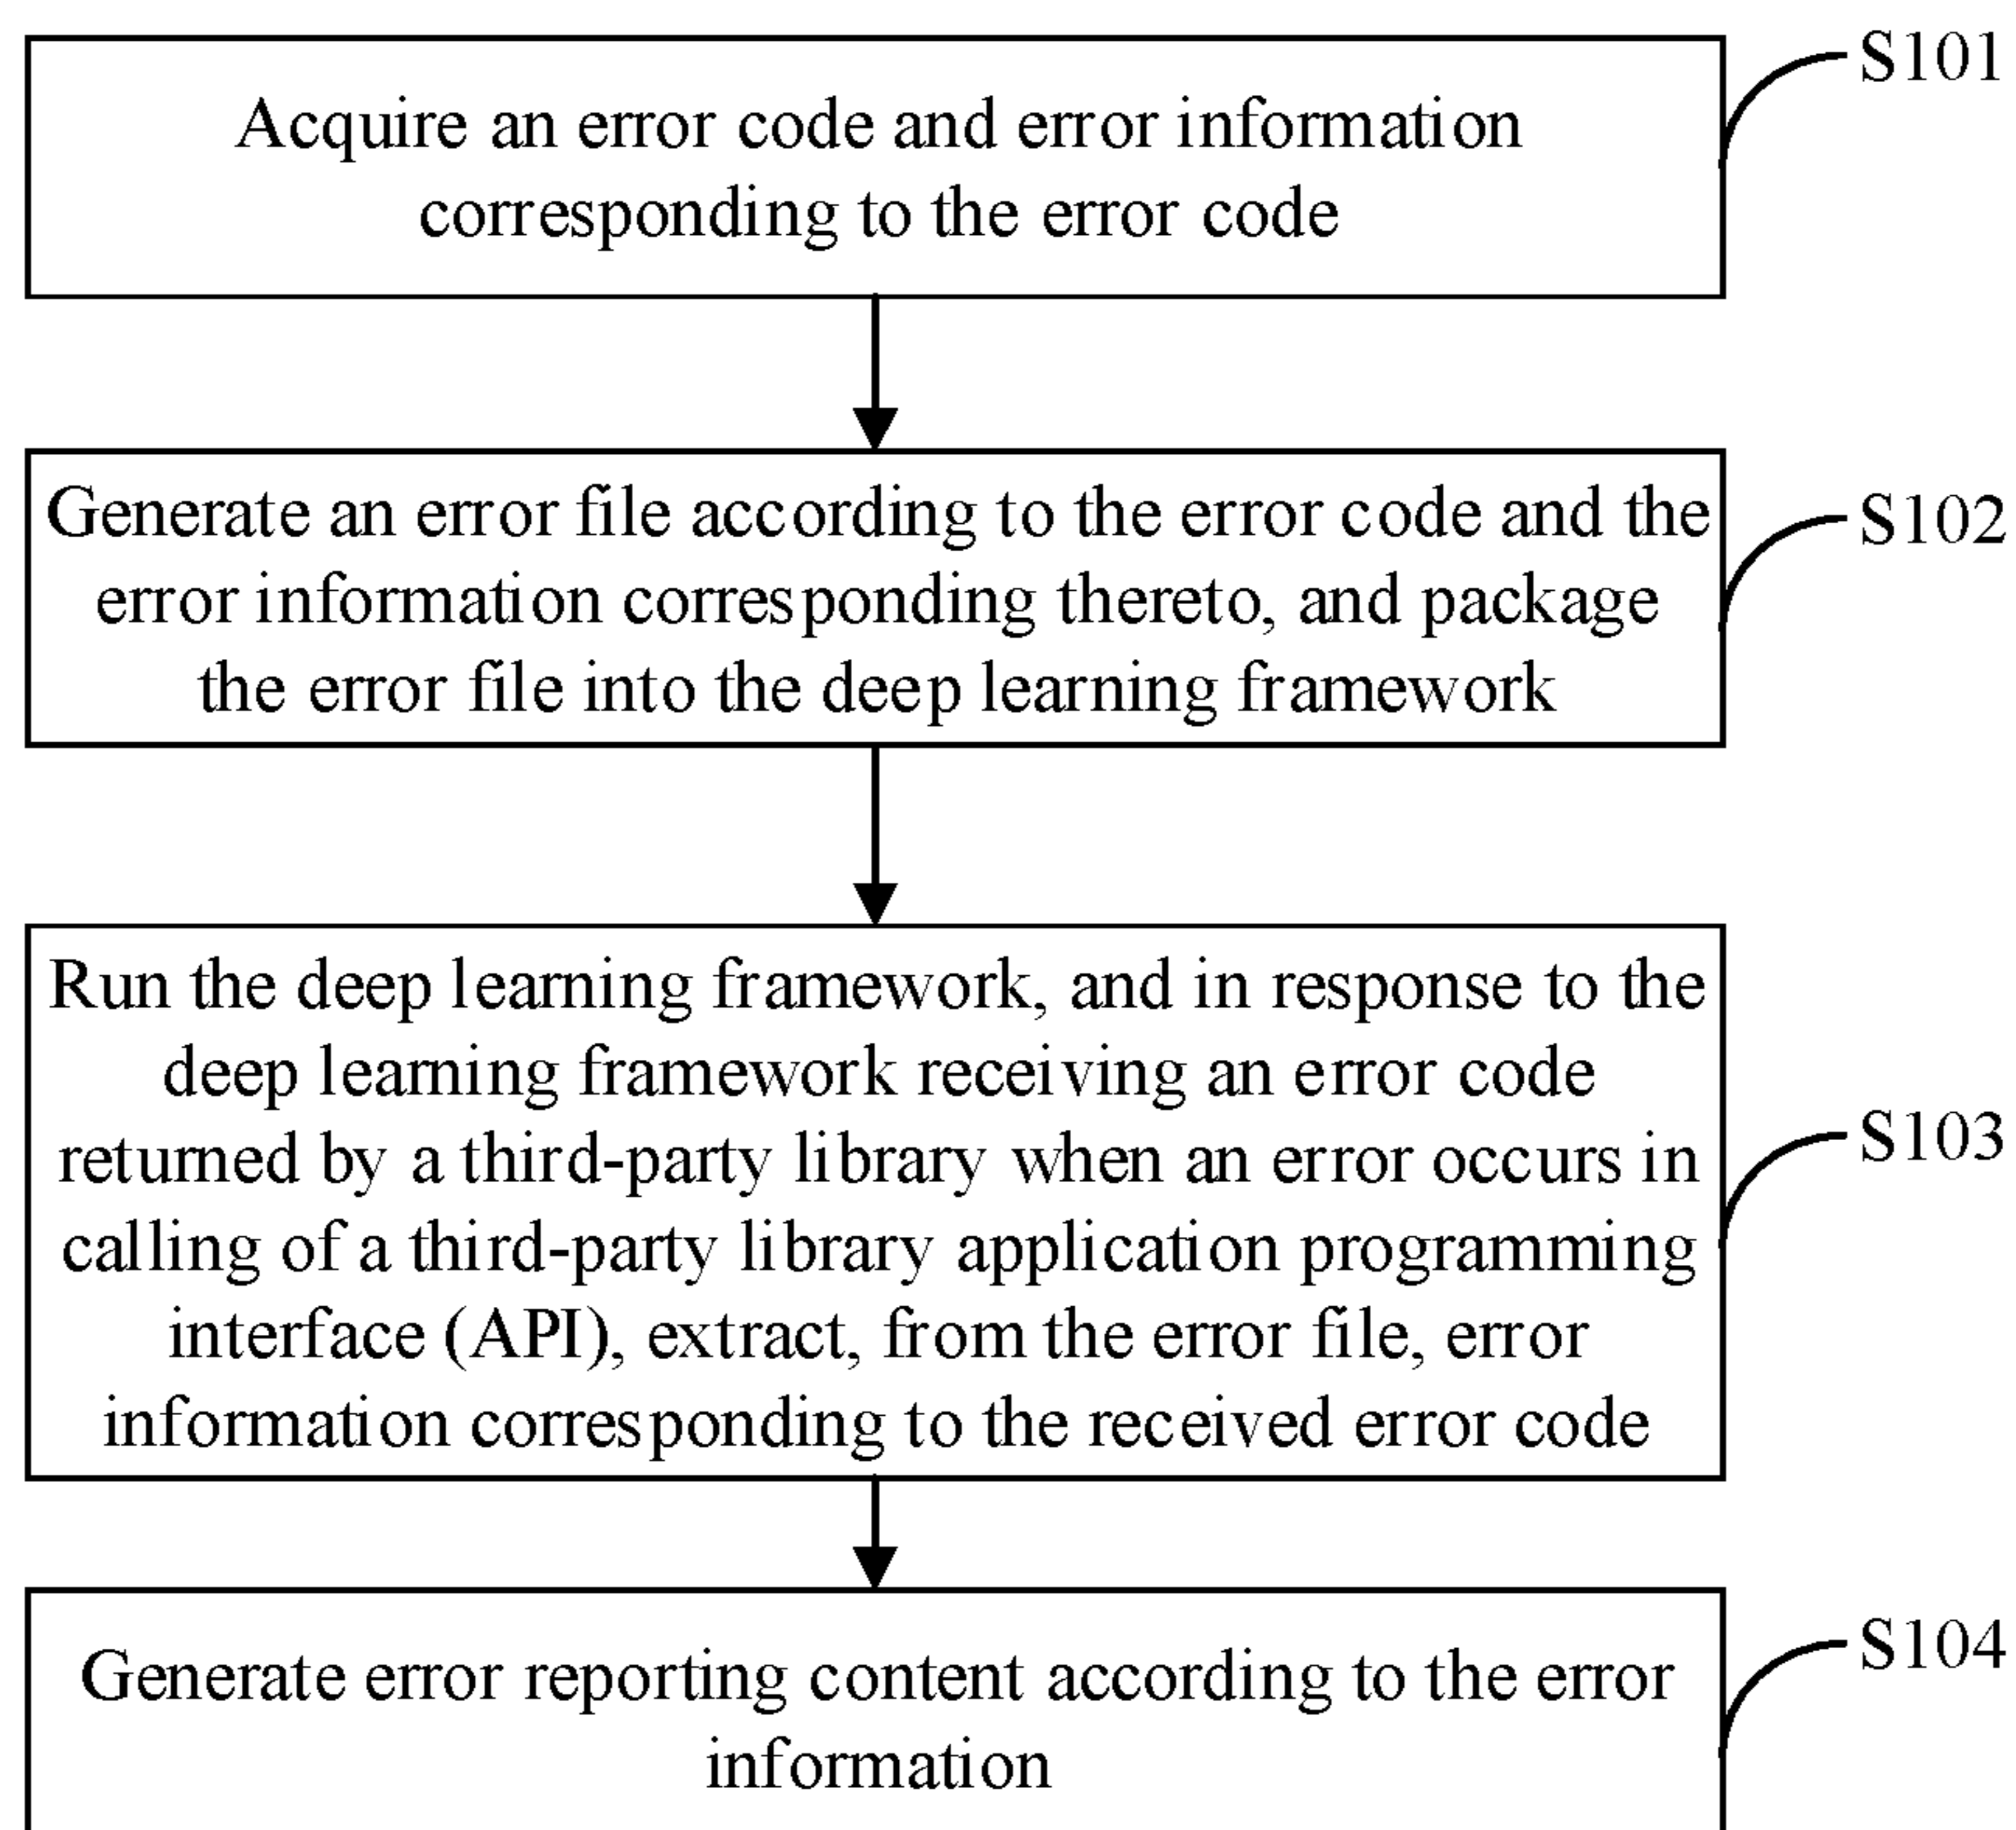 S101
Acquire an error code and error information
corresponding to the error code
S102
Generate an error file according to the error code and the
error information corresponding thereto, and package
the error file into the deep learning framework
S103
Run the deep learning framework, and in response to the
deep learning framework receiving an error code
returned by a third-party library when an error occurs in
calling of a third-party library application programming
interface (API), extract, from the error file, error
information corresponding to the received error code
S104
Generate error reporting content according to the error
information